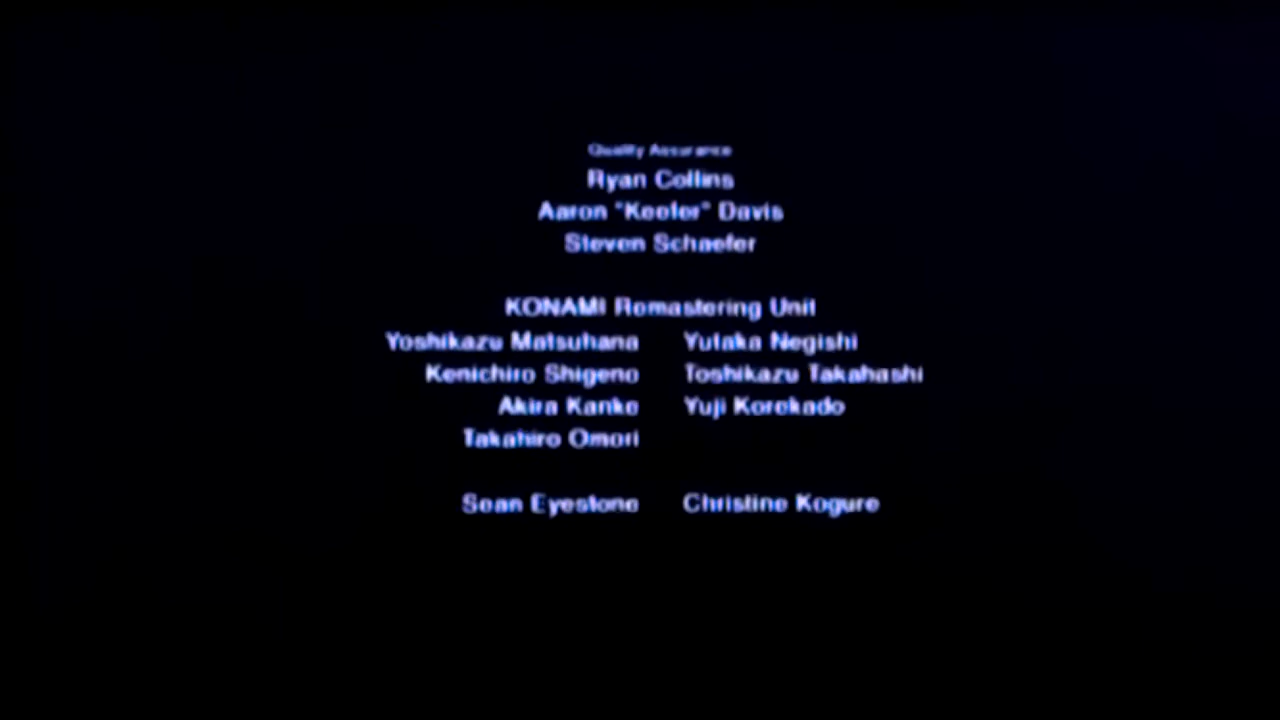 Quality Assurance
Ryan Collins
Aaron "Keefer" Davis
Steven Schaefer
KONAMI Remastering Unit
Yoshikazu Matsuhana Yutaka Negishi
Kenichiro Shigeno Toshikazu Takahashi
Akira Kanke Yuji Korekado
Takahiro Omori
Sean Eyestone Christine Kogure